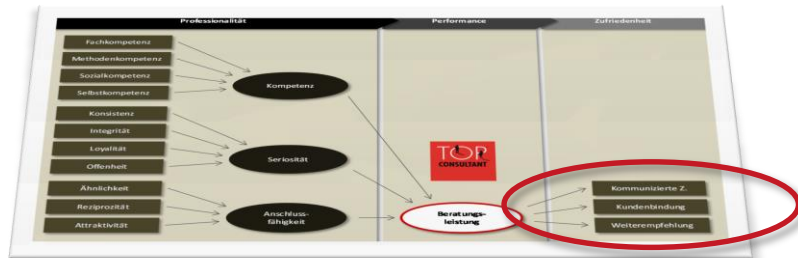 Professionalität
Performance
Zufriedenheit
Fachkompetenz
Methodenkompetenz
Sozialkompetenz
Selbstkompetenz
Kompetenz
Konsistenz
Integrität
Loyalität
Offenheit
Seriosität
TOP
CONSULTANT
Ähnlichkeit
Reziprozität
Attraktivität
Anschluss-
fähigkeit
Beratungs-
leistung
Kommunizierte Z.
Kundenbindung
Weiterempfehlung